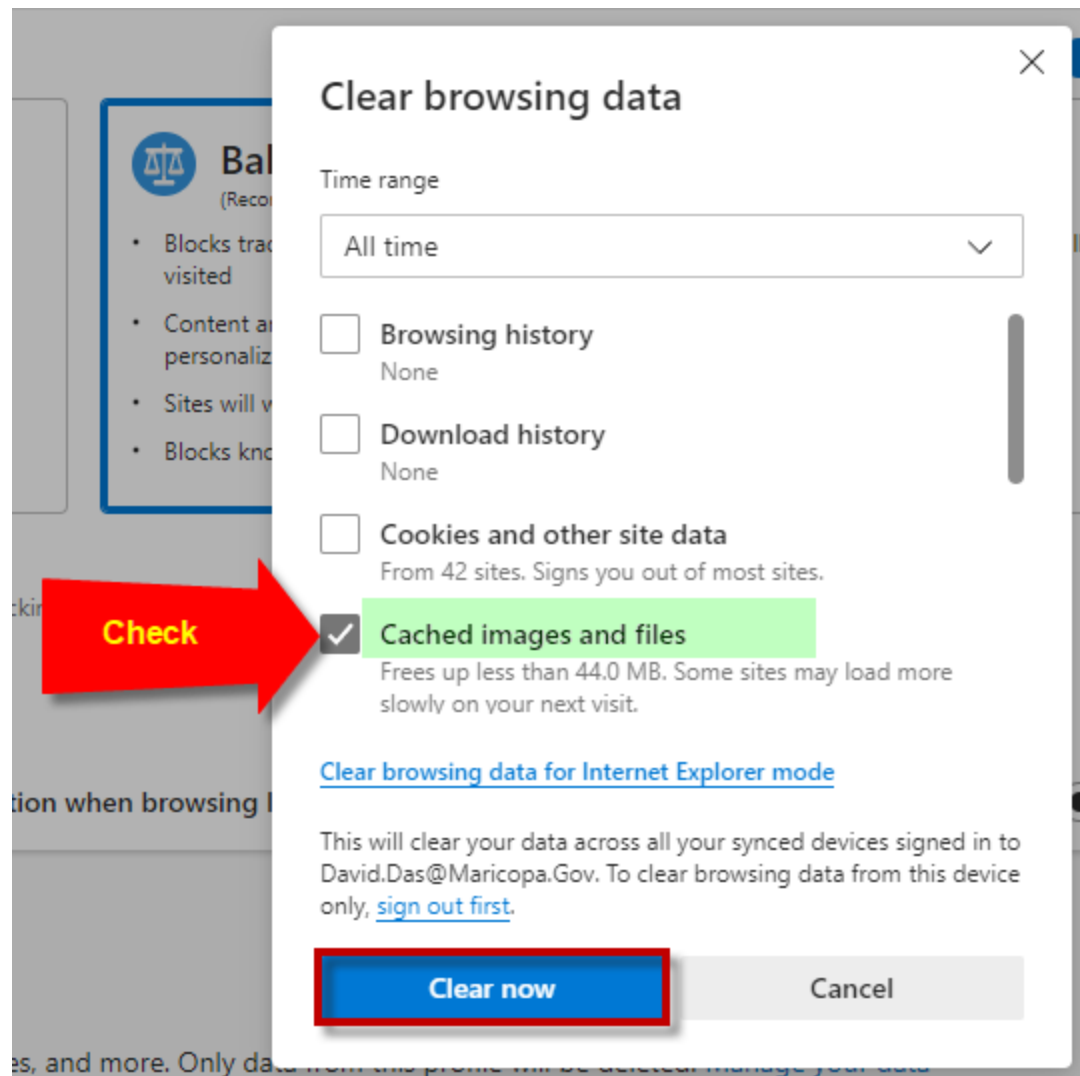 Clear browsing data
Time range
All time
Browsing history
None
Download history
None
Cookies and other site data
From 42 sites. Signs you out of most sites.
Check
Cached images and files
Frees up less than 44.0 MB. Some sites may load more
slowly on your next visit.
Clear browsing data for Internet Explorer mode
This will clear your data across all your synced devices signed in to
David.Das@Maricopa.Gov. To clear browsing data from this device
only, sign out first.
Clear now
Cancel
Bal
(Recor
• Blocks trac
visited
• Content ar
personaliz
• Sites will w
• Blocks kno
tion when browsing I
es, and more. Only data from this profile will be deleted. Manage your data